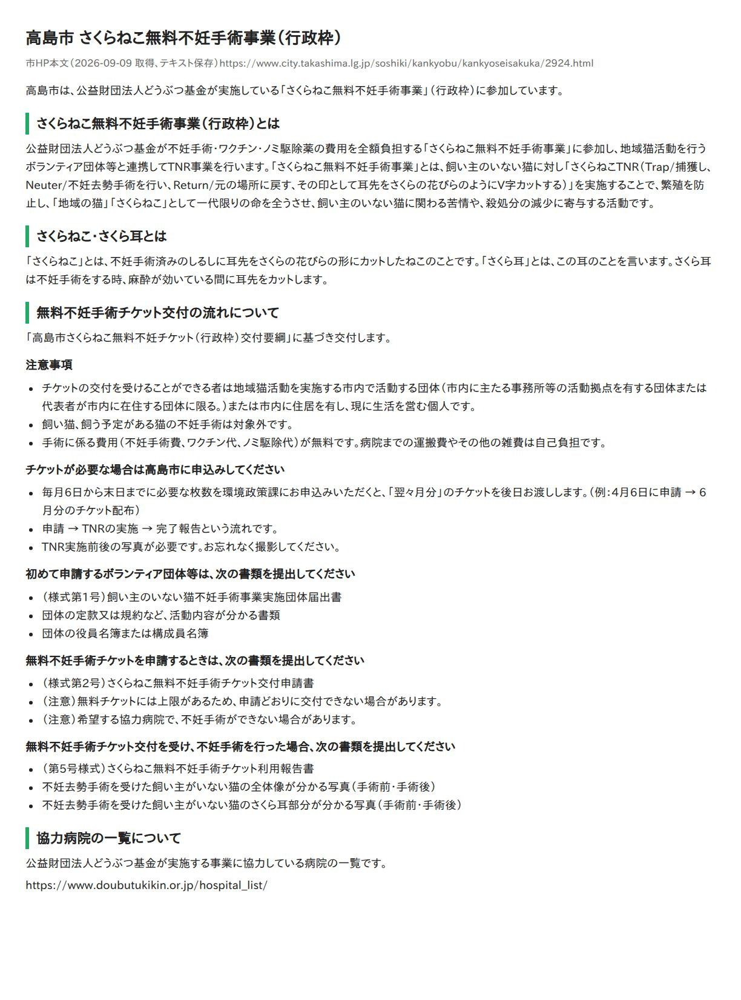 高島市 さくらねこ無料不妊手術事業（行政枠）
市HP本文（2026-09-09 取得、テキスト保存）https://www.city.takashima.lg.jp/soshiki/kankyobu/kankyoseisakuka/2924.html
高島市は、公益財団法人どうぶつ基金が実施している「さくらねこ無料不妊手術事業」（行政枠）に参加しています。
さくらねこ無料不妊手術事業（行政枠）とは
公益財団法人どうぶつ基金が不妊手術・ワクチン・ノミ駆除薬の費用を全額負担する「さくらねこ無料不妊手術事業」に参加し、地域猫活動を行う
ボランティア団体等と連携してTNR事業を行います。「さくらねこ無料不妊手術事業」とは、飼い主のいない猫に対し「さくらねこTNR（Trap/捕獲し、
Neuter/不妊去勢手術を行い、Return/元の場所に戻す、その印として耳先をさくらの花びらのようにV字カットする）」を実施することで、繁殖を防
止し、「地域の猫」「さくらねこ」として一代限りの命を全うさせ、飼い主のいない猫に関わる苦情や、殺処分の減少に寄与する活動です。
さくらねこ・さくら耳とは
「さくらねこ」とは、不妊手術済みのしるしに耳先をさくらの花びらの形にカットしたねこのことです。「さくら耳」とは、この耳のことを言います。さくら耳
は不妊手術をする時、麻酔が効いている間に耳先をカットします。
無料不妊手術チケット交付の流れについて
「高島市さくらねこ無料不妊チケット（行政枠）交付要綱」に基づき交付します。
注意事項
• チケットの交付を受けることができる者は地域猫活動を実施する市内で活動する団体（市内に主たる事務所等の活動拠点を有する団体または
代表者が市内に在住する団体に限る。）または市内に住居を有し、現に生活を営む個人です。
• 飼い猫、飼う予定がある猫の不妊手術は対象外です。
• 手術に係る費用（不妊手術費、ワクチン代、ノミ駆除代）が無料です。病院までの運搬費やその他の雑費は自己負担です。
チケットが必要な場合は高島市に申込みしてください
• 毎月6日から末日までに必要な枚数を環境政策課にお申込みいただくと、「翌々月分」のチケットを後日お渡しします。（例：4月6日に申請 → 6
月分のチケット配布）
• 申請 → TNRの実施 → 完了報告という流れです。
• TNR実施前後の写真が必要です。お忘れなく撮影してください。
初めて申請するボランティア団体等は、次の書類を提出してください
• （様式第1号）飼い主のいない猫不妊手術事業実施団体届出書
• 団体の定款又は規約など、活動内容が分かる書類
• 団体の役員名簿または構成員名簿
無料不妊手術チケットを申請するときは、次の書類を提出してください
• （様式第2号）さくらねこ無料不妊手術チケット交付申請書
• （注意）無料チケットには上限があるため、申請どおりに交付できない場合があります。
• （注意）希望する協力病院で、不妊手術ができない場合があります。
無料不妊手術チケット交付を受け、不妊手術を行った場合、次の書類を提出してください
• （第5号様式）さくらねこ無料不妊手術チケット利用報告書
• 不妊去勢手術を受けた飼い主がいない猫の全体像が分かる写真（手術前・手術後）
• 不妊去勢手術を受けた飼い主がいない猫のさくら耳部分が分かる写真（手術前・手術後）
協力病院の一覧について
公益財団法人どうぶつ基金が実施する事業に協力している病院の一覧です。
https://www.doubutukikin.or.jp/hospital_list/